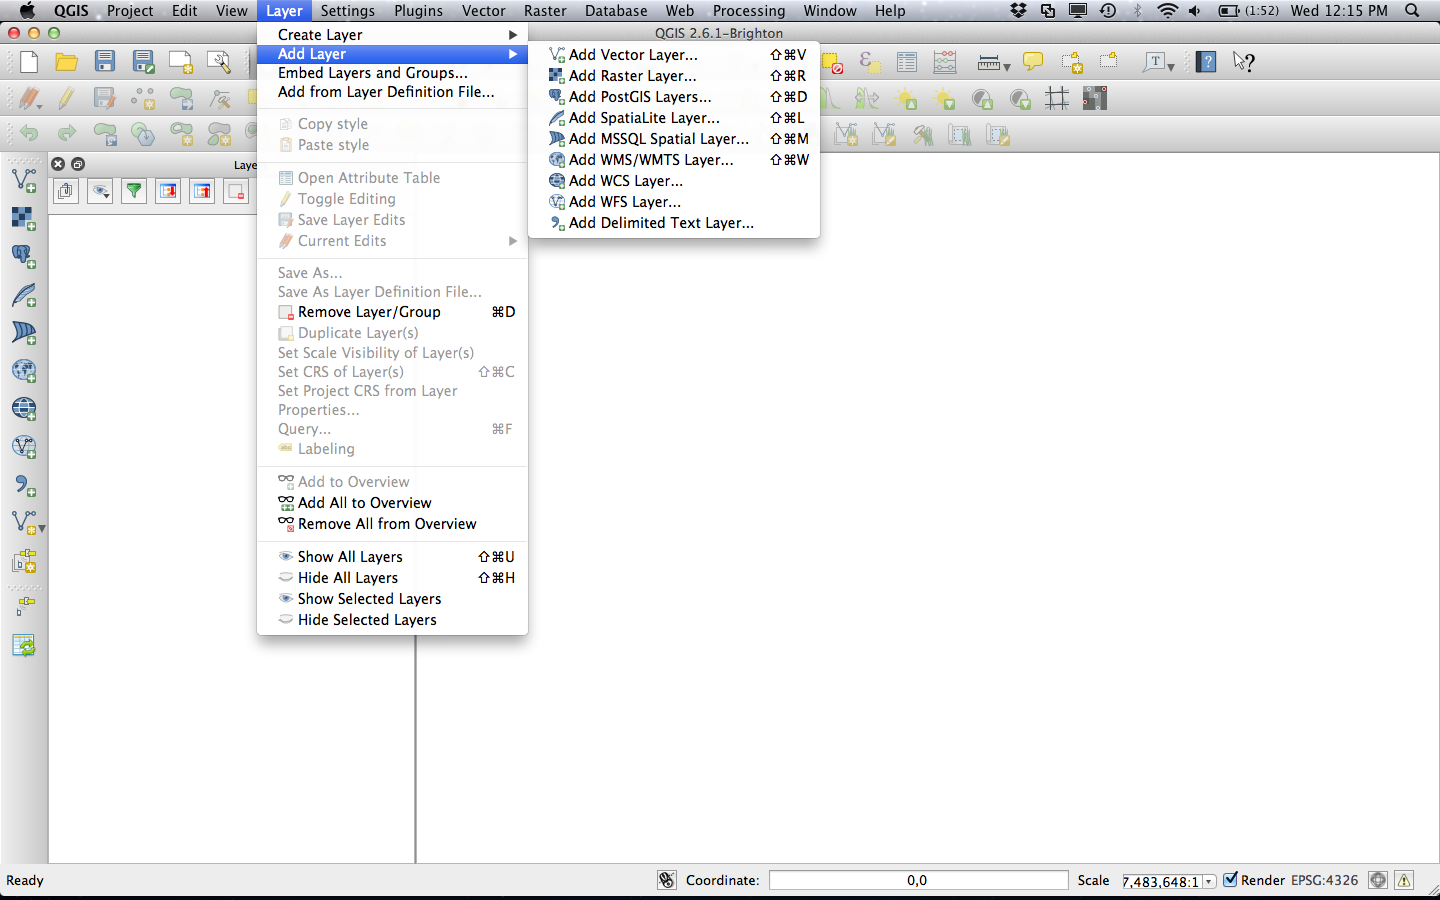 QGIS Project Edit View Layer Settings Plugins Vector Raster Database Web Processing Window Help (1:52) Wed 12:15 PM
QGIS 2.6.1-Brighton
Create Layer
Add Layer
Embed Layers and Groups...
Add from Layer Definition File...
Copy style
Paste style
Open Attribute Table
Toggle Editing
Save Layer Edits
Current Edits
Save As...
Save As Layer Definition File...
Remove Layer/Group ⌘D
Duplicate Layer(s)
Set Scale Visibility of Layer(s)
Set CRS of Layer(s) ⇧⌘C
Set Project CRS from Layer
Properties...
Query... ⌘F
Labeling
Add to Overview
Add All to Overview
Remove All from Overview
Show All Layers ⇧⌘U
Hide All Layers ⇧⌘H
Show Selected Layers
Hide Selected Layers
Add Vector Layer... ⇧⌘V
Add Raster Layer... ⇧⌘R
Add PostGIS Layers... ⇧⌘D
Add SpatiaLite Layer... ⇧⌘L
Add MSSQL Spatial Layer... ⇧⌘M
Add WMS/WMTS Layer... ⇧⌘W
Add WCS Layer...
Add WFS Layer...
Add Delimited Text Layer...
Laye
Ready Coordinate: 0,0 Scale 7,483,648:1 Render EPSG:4326